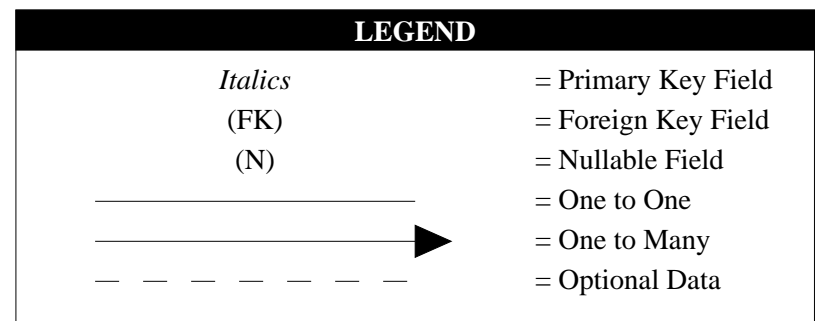 LEGEND
Italics = Primary Key Field
(FK) = Foreign Key Field
(N) = Nullable Field
= One to One
= One to Many
= Optional Data